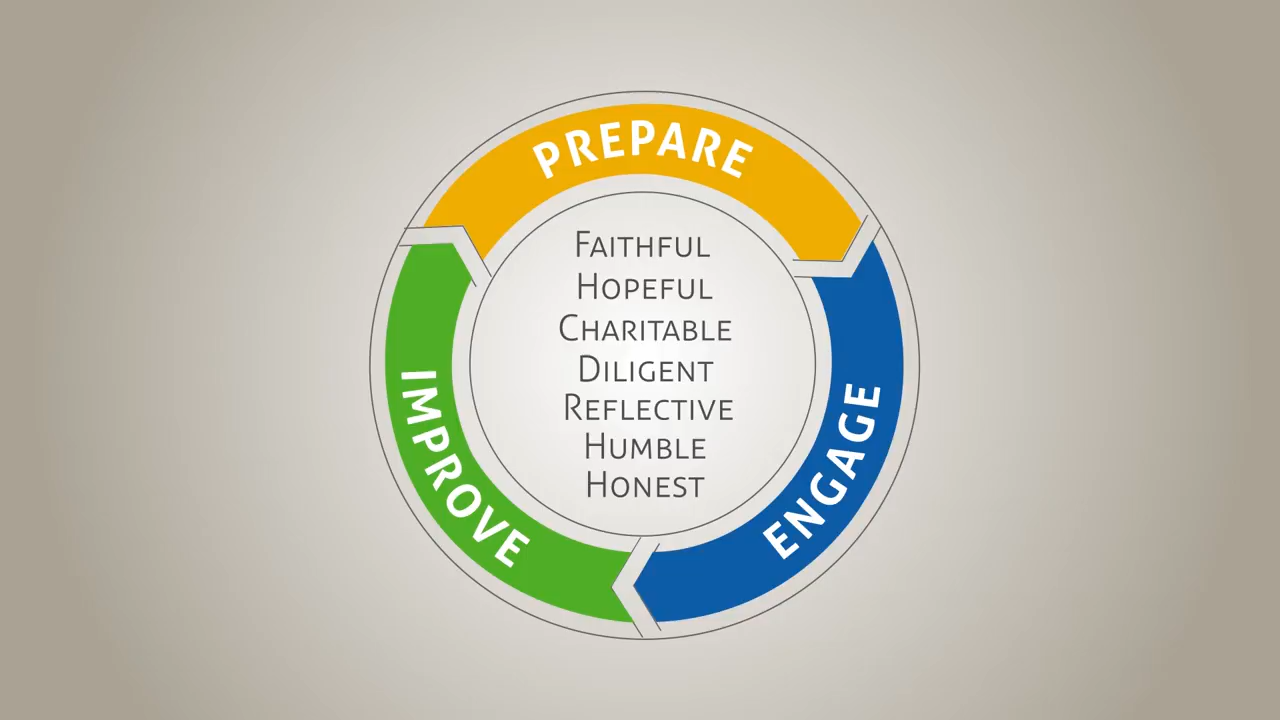 PREPARE
FAITHFUL
HOPEFUL
CHARITABLE
DILIGENT
REFLECTIVE
HUMBLE
HONEST
ENGAGE
IMPROVE